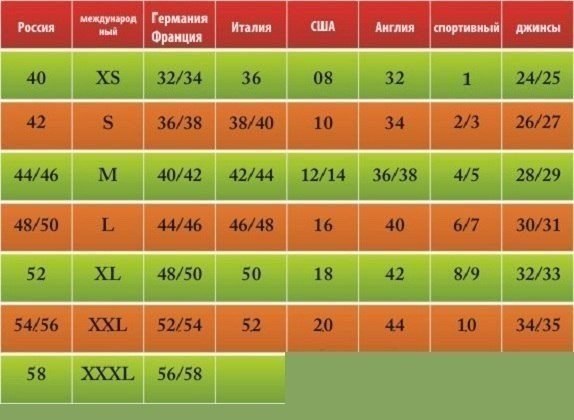 Россия международ ный Германия Франция Италия США Англия спортивный джинсы
40 XS 32/34 36 08 32 1 24/25
42 S 36/38 38/40 10 34 2/3 26/27
44/46 M 40/42 42/44 12/14 36/38 4/5 28/29
48/50 L 44/46 46/48 16 40 6/7 30/31
52 XL 48/50 50 18 42 8/9 32/33
54/56 XXL 52/54 52 20 44 10 34/35
58 XXXL 56/58